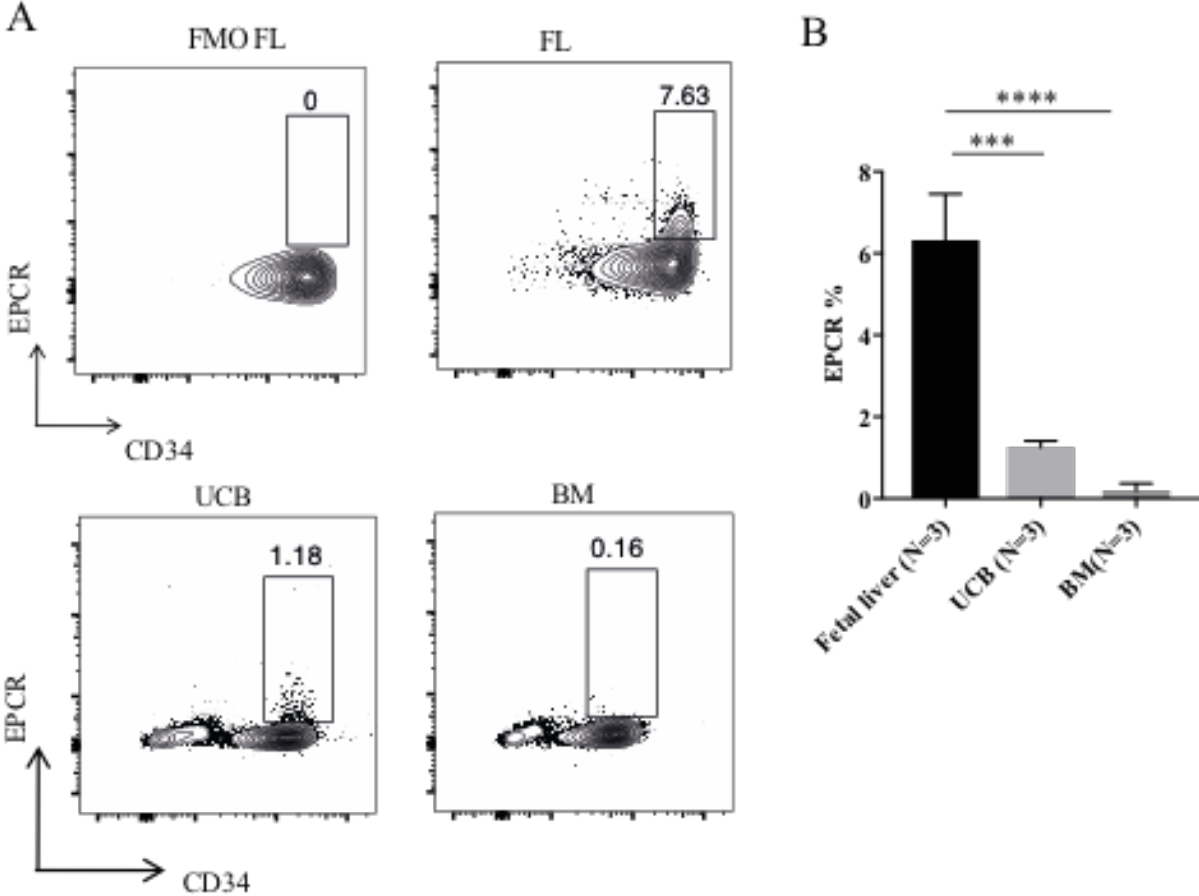 A
FMO FL
0
EPCR
CD34
FL
7.63
UCB
1.18
EPCR
CD34
BM
0.16
B
****
***
8
6
4
2
0
EPCR %
Fetal liver (N=3)
UCB (N=3)
BM(N=3)